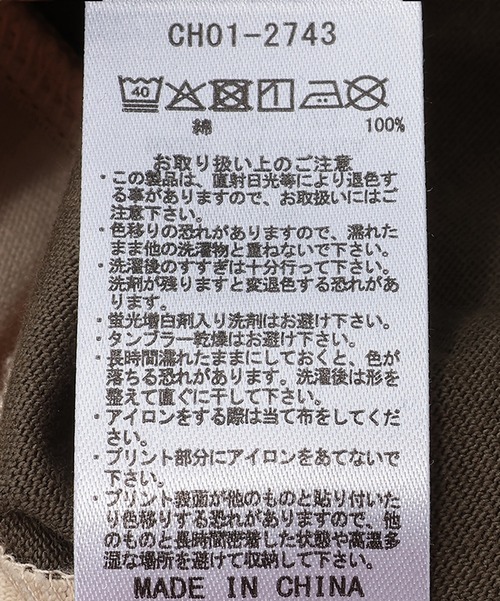 CH01-2743
40
綿 100%
お取り扱い上のご注意
・この製品は、直射日光等により退色す
る事がありますので、お取扱いにはご
注意下さい。
・色移りの恐れがありますので、濡れた
まま他の洗濯物と重ねないで下さい。
・洗濯後のすすぎは十分行って下さい。
洗剤が残りますと変退色する恐れがあ
ります。
・蛍光増白剤入り洗剤はお避け下さい。
・タンブラー乾燥はお避け下さい。
・長時間濡れたままにしておくと、色が
落ちる恐れがあります。洗濯後は形を
整えて直ぐに干して下さい。
・アイロンをする際は当て布をしてくだ
さい。
・プリント部分にアイロンをあてないで
下さい。
・プリント表面が他のものと貼り付いた
り色移りする恐れがありますので、他
のものと長時間密着した状態や高温多
湿な場所を避けて収納して下さい。
MADE IN CHINA